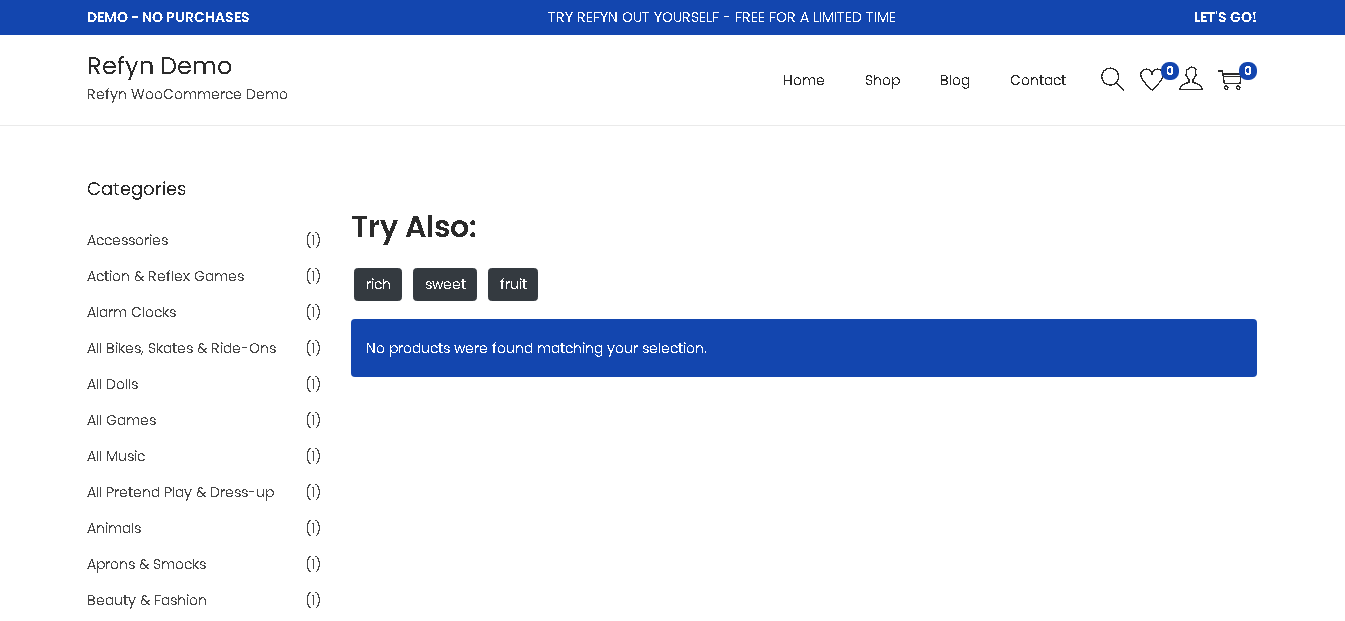 DEMO - NO PURCHASES
TRY REFYN OUT YOURSELF - FREE FOR A LIMITED TIME
LET'S GO!
Refyn Demo
Refyn WooCommerce Demo
Home
Shop
Blog
Contact
0
0
Categories
Accessories (1)
Action & Reflex Games (1)
Alarm Clocks (1)
All Bikes, Skates & Ride-Ons (1)
All Dolls (1)
All Games (1)
All Music (1)
All Pretend Play & Dress-up (1)
Animals (1)
Aprons & Smocks (1)
Beauty & Fashion (1)
Try Also:
rich
sweet
fruit
No products were found matching your selection.